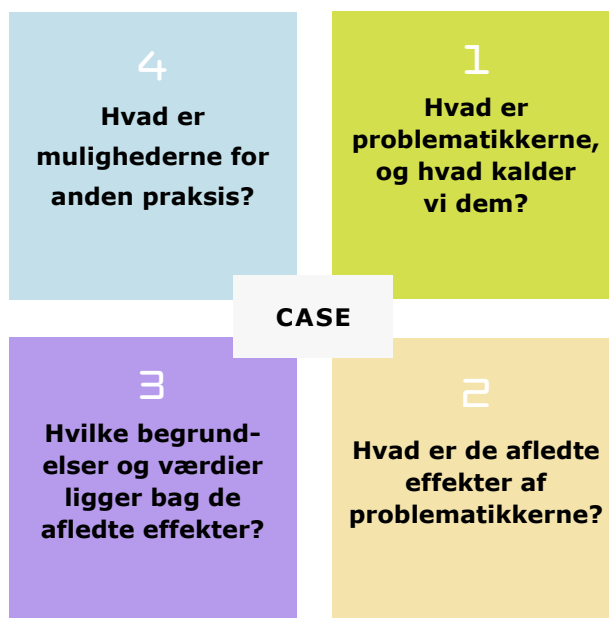 4
Hvad er
mulighederne for
anden praksis?
1
Hvad er
problematikkerne,
og hvad kalder
vi dem?
CASE
3
Hvilke begrund-
elser og værdier
ligger bag de
afledte effekter?
2
Hvad er de afledte
effekter af
problematikkerne?